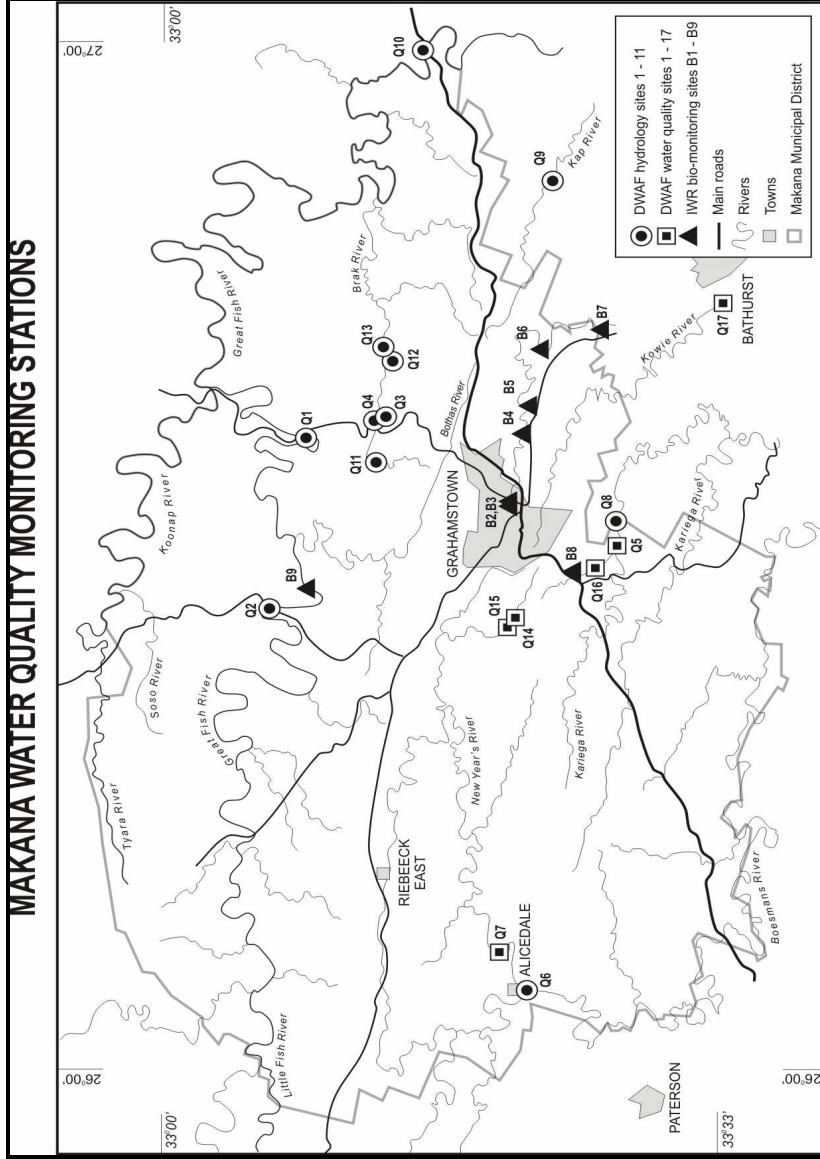 MAKANA WATER QUALITY MONITORING STATIONS
26°00'
27°00'
33°00'
33°00'
Little Fish River
Tyara River
Soso River
Koonap River
Great Fish River
Great Fish River
Q2
B9
Q1
Q11
Q4
Q3
Q13
Q12
Brak River
Q10
RIEBEECK
EAST
GRAHAMSTOWN
Bothas River
B2,B3
B4
B5
B6
B7
Q9
Kap River
New Year's River
Q15
Q14
Q7
ALICEDALE
Q6
Kariega River
B8
Q16
Q5
Q8
Kariega River
Kowie River
Q17
BATHURST
Boesmans River
PATERSON
33°33'
26°00'
DWAF hydrology sites 1 - 11
DWAF water quality sites 1 - 17
IWR bio-monitoring sites B1 - B9
Main roads
Rivers
Towns
Makana Municipal District